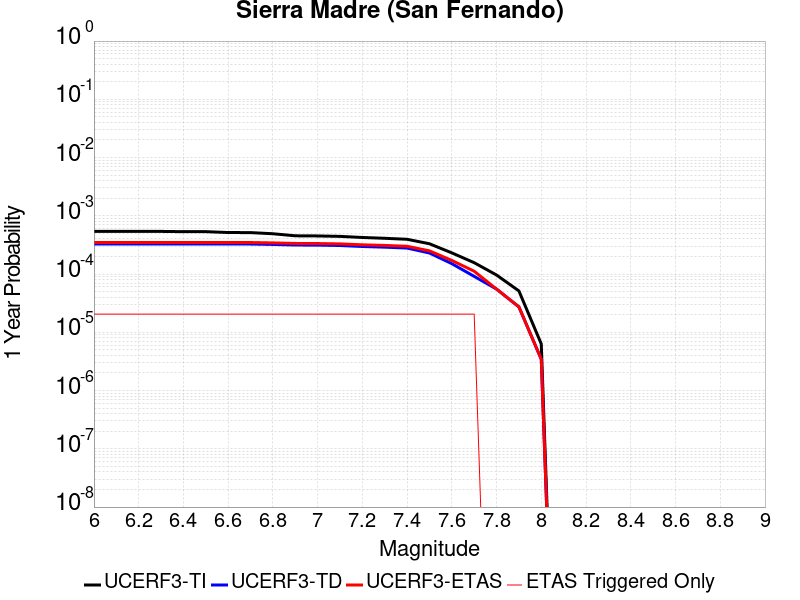 Sierra Madre (San Fernando)
10^0
10^-1
10^-2
10^-3
10^-4
10^-5
10^-6
10^-7
10^-8
1 Year Probability
6 6.2 6.4 6.6 6.8 7 7.2 7.4 7.6 7.8 8 8.2 8.4 8.6 8.8 9
Magnitude
UCERF3-TI UCERF3-TD UCERF3-ETAS ETAS Triggered Only